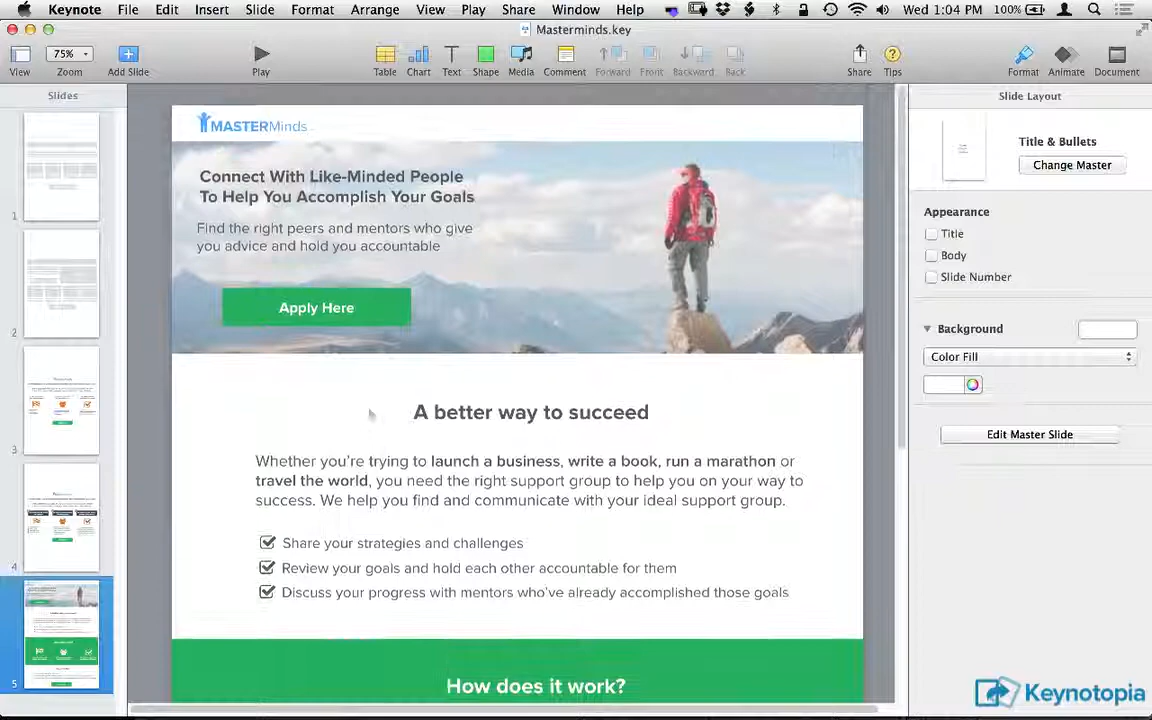 Keynote File Edit Insert Slide Format Arrange View Play Share Window Help Wed 1:04 PM 100%
Masterminds.key
75%
View Zoom Add Slide Play Table Chart Text Shape Media Comment Forward Front Backward Back Share Tips Format Animate Document
Slides
Slide Layout
1
2
3
4
5
MASTERMinds
Connect With Like-Minded People
To Help You Accomplish Your Goals
Find the right peers and mentors who give
you advice and hold you accountable
Apply Here
A better way to succeed
Whether you're trying to launch a business, write a book, run a marathon or
travel the world, you need the right support group to help you on your way to
success. We help you find and communicate with your ideal support group.
Share your strategies and challenges
Review your goals and hold each other accountable for them
Discuss your progress with mentors who've already accomplished those goals
How does it work?
Title & Bullets
Change Master
Appearance
Title
Body
Slide Number
Background
Color Fill
Edit Master Slide
Keynotopia